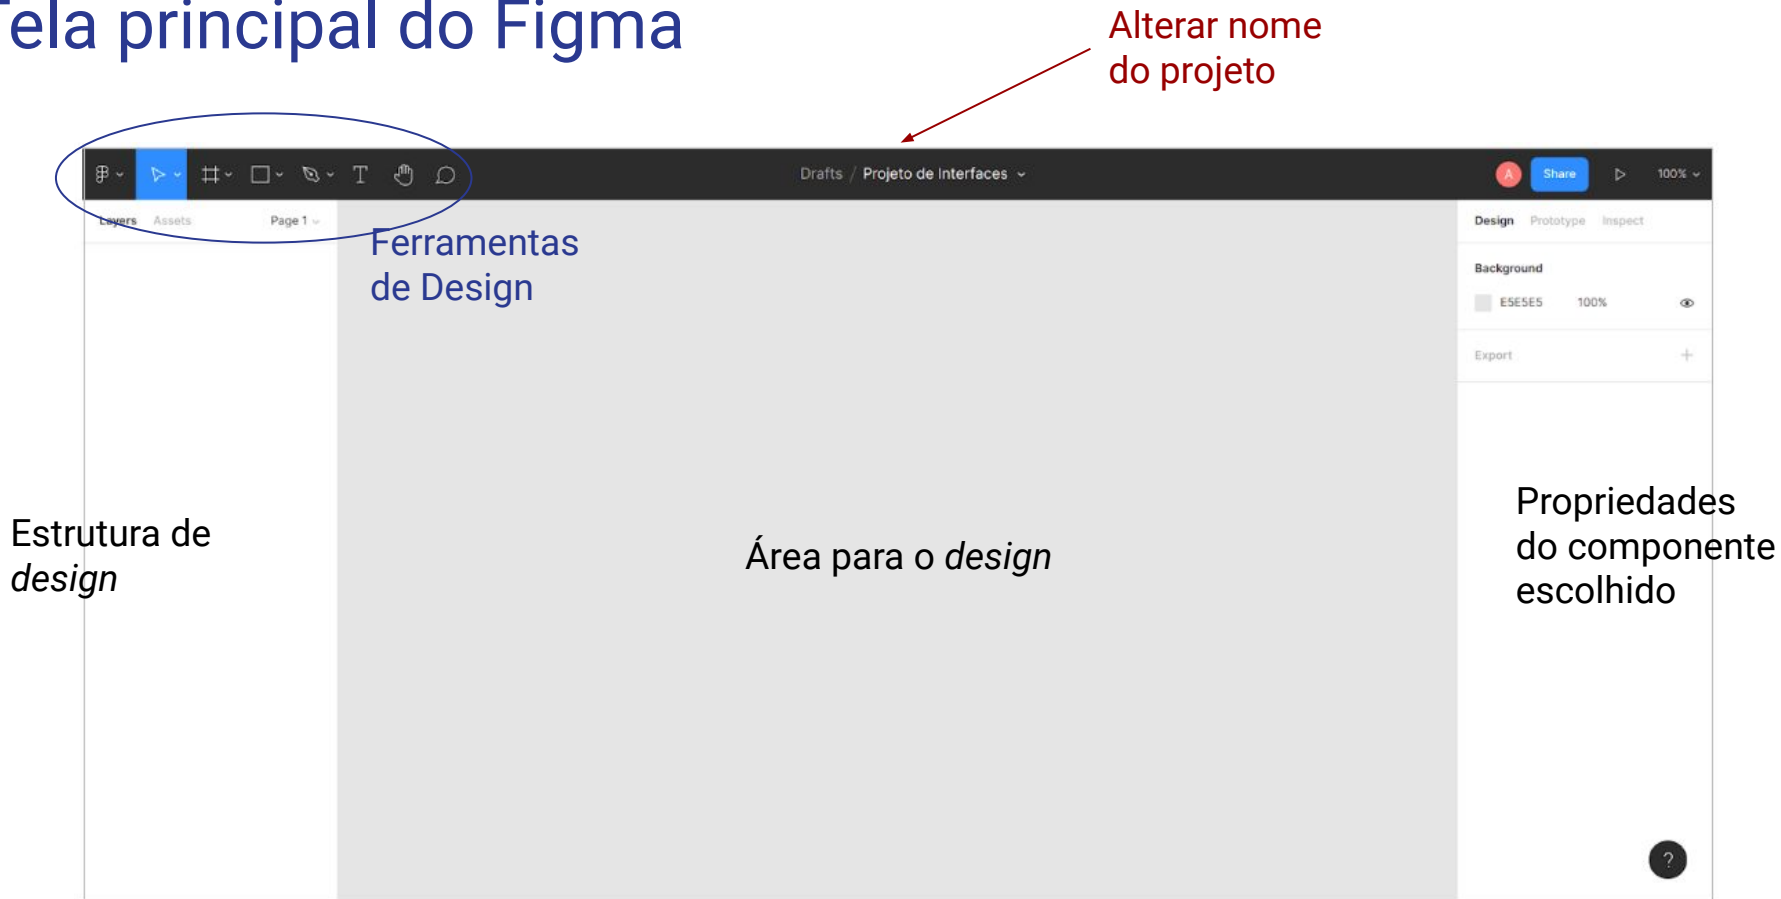 Tela principal do Figma
Alterar nome
do projeto
T
Drafts / Projeto de Interfaces
A
Share
100%
Layers Assets Page 1
Design Prototype Inspect
Ferramentas
de Design
Background
E5E5E5 100%
Export
Estrutura de
design
Área para o design
Propriedades
do componente
escolhido
?